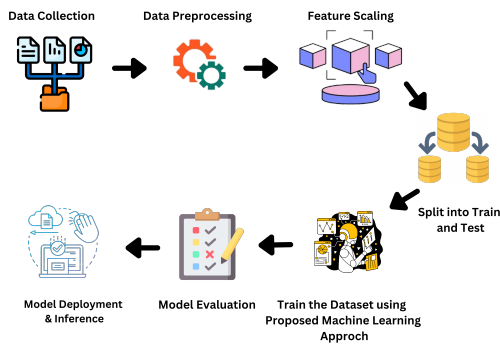 Data Collection
Data Preprocessing
Feature Scaling
Split into Train
and Test
Train the Dataset using
Proposed Machine Learning
Approch
Model Evaluation
Model Deployment
& Inference